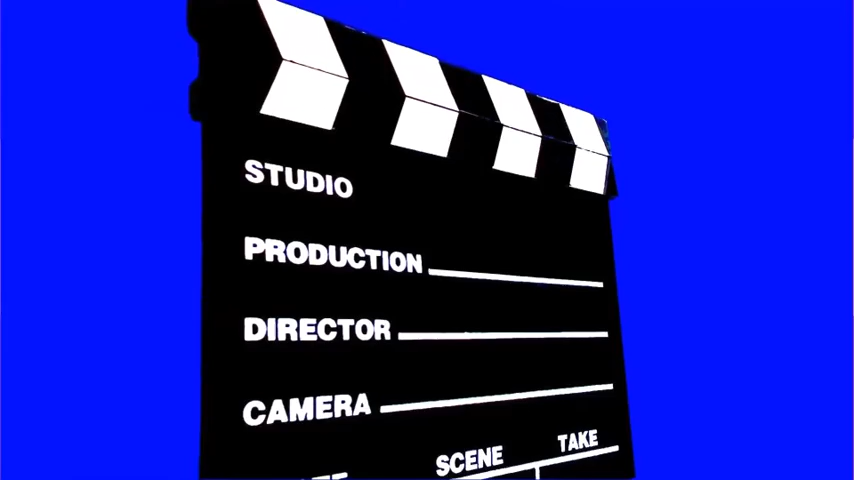 STUDIO
PRODUCTION
DIRECTOR
CAMERA
SCENE TAKE